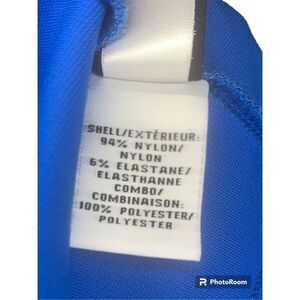 SHELL/EXTÉRIEUR:
94% NYLON/
NYLON
6% ELASTANE/
ELASTHANNE
COMBO/
COMBINAISON:
100% POLYESTER/
POLYESTER
PhotoRoom